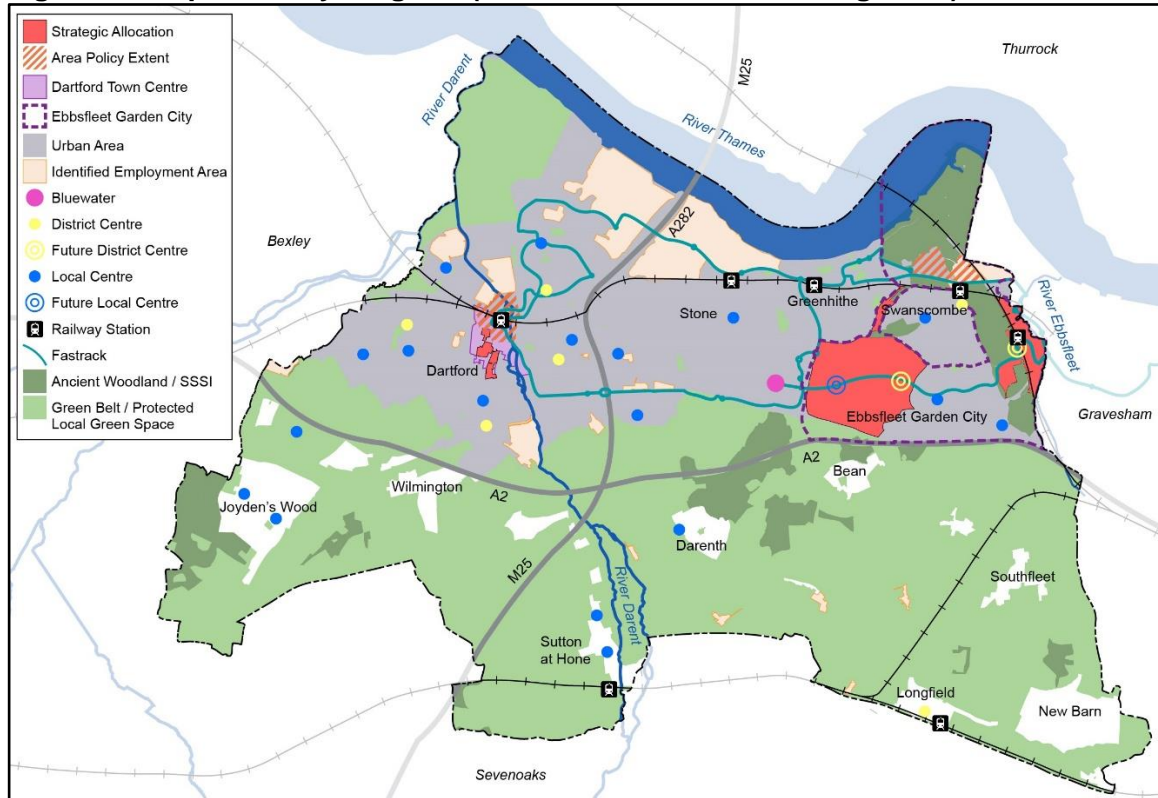 Strategic Allocation
Area Policy Extent
Dartford Town Centre
Ebbsfleet Garden City
Urban Area
Identified Employment Area
Bluewater
District Centre
Future District Centre
Local Centre
Future Local Centre
Railway Station
Fastrack
Ancient Woodland / SSSI
Green Belt / Protected
Local Green Space
Thurrock
M25
River Darent
River Thames
A282
Bexley
Greenhithe
Stone
Swanscombe
River Ebbsfleet
Dartford
Ebbsfleet Garden City
Gravesham
A2
Bean
Wilmington
A2
Joyden's Wood
Darenth
M25
River Darent
Southfleet
Sutton
at Hone
Longfield
New Barn
Sevenoaks